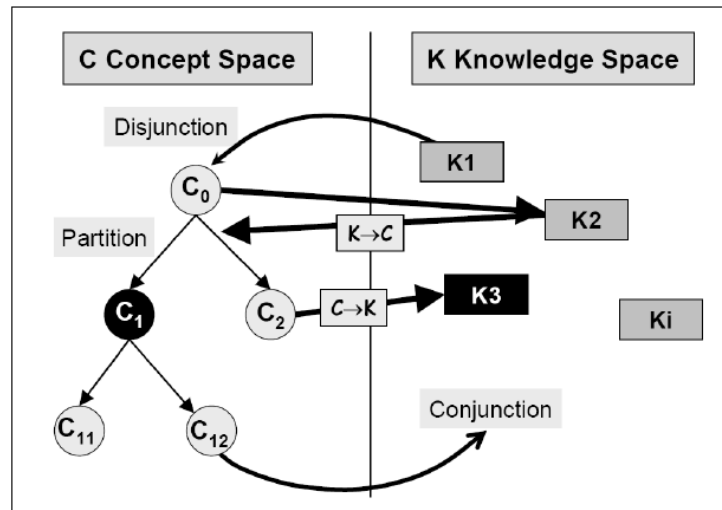 C Concept Space
K Knowledge Space
Disjunction
K1
C₀
K2
K→C
Partition
C₁
C₂
C→K
K3
Ki
C₁₁
C₁₂
Conjunction